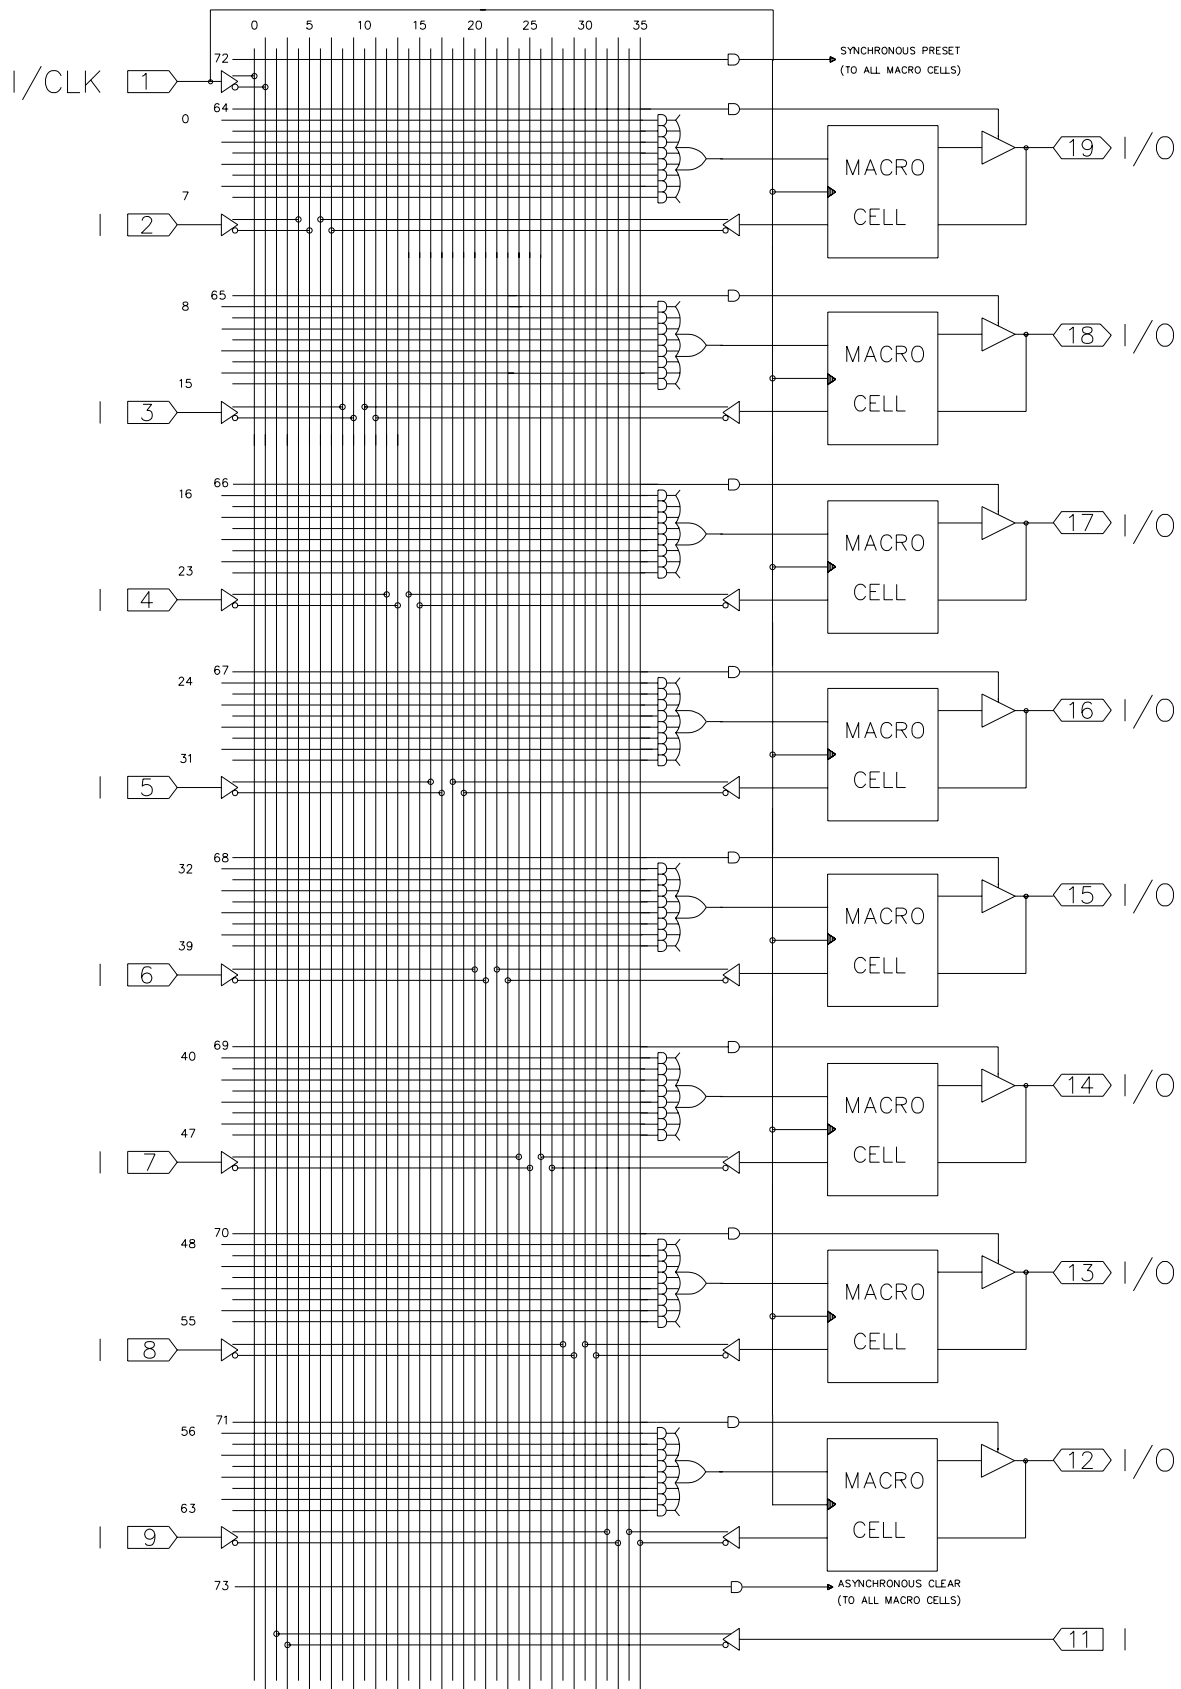 0 5 10 15 20 25 30 35
72
SYNCHRONOUS PRESET
(TO ALL MACRO CELLS)
I/CLK 1
64
0
MACRO
CELL
19 I/O
7
I 2
65
8
MACRO
CELL
18 I/O
15
I 3
66
16
MACRO
CELL
17 I/O
23
I 4
67
24
MACRO
CELL
16 I/O
31
I 5
68
32
MACRO
CELL
15 I/O
39
I 6
69
40
MACRO
CELL
14 I/O
47
I 7
70
48
MACRO
CELL
13 I/O
55
I 8
71
56
MACRO
CELL
12 I/O
63
I 9
73
ASYNCHRONOUS CLEAR
(TO ALL MACRO CELLS)
11 I